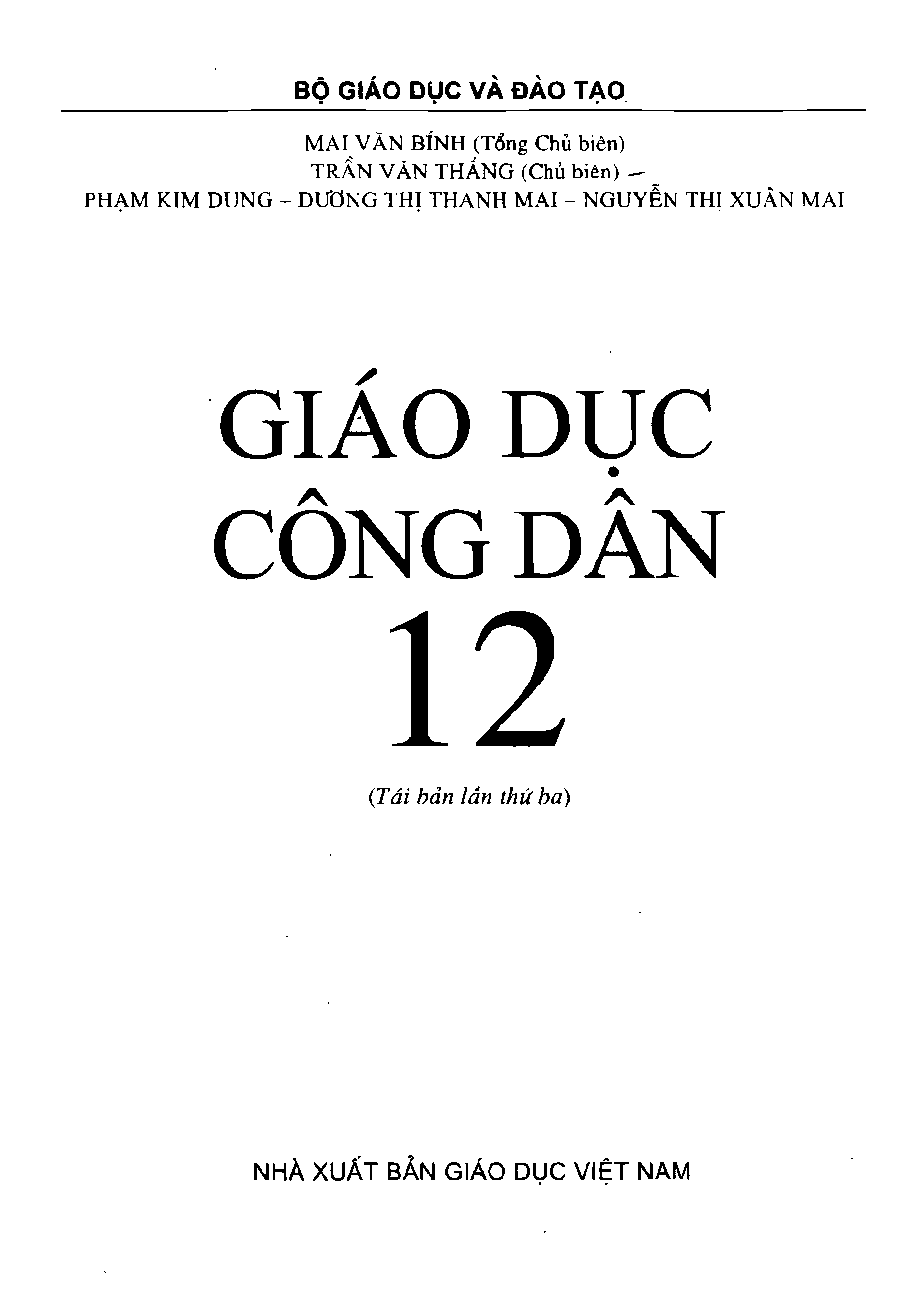 BỘ GIÁO DỤC VÀ ĐÀO TẠO
MAI VĂN BÍNH (Tổng Chủ biên)
TRẦN VĂN THẮNG (Chủ biên) –
PHẠM KIM DUNG – DƯƠNG THỊ THANH MAI – NGUYỄN THỊ XUÂN MAI
GIÁO DỤC
CÔNG DÂN
12
(Tái bản lần thứ ba)
NHÀ XUẤT BẢN GIÁO DỤC VIỆT NAM